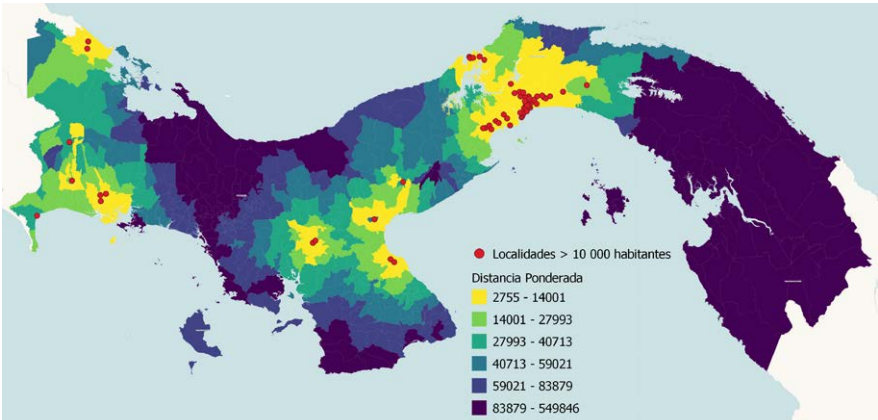 Localidades > 10 000 habitantes
Distancia Ponderada
2755 - 14001
14001 - 27993
27993 - 40713
40713 - 59021
59021 - 83879
83879 - 549846